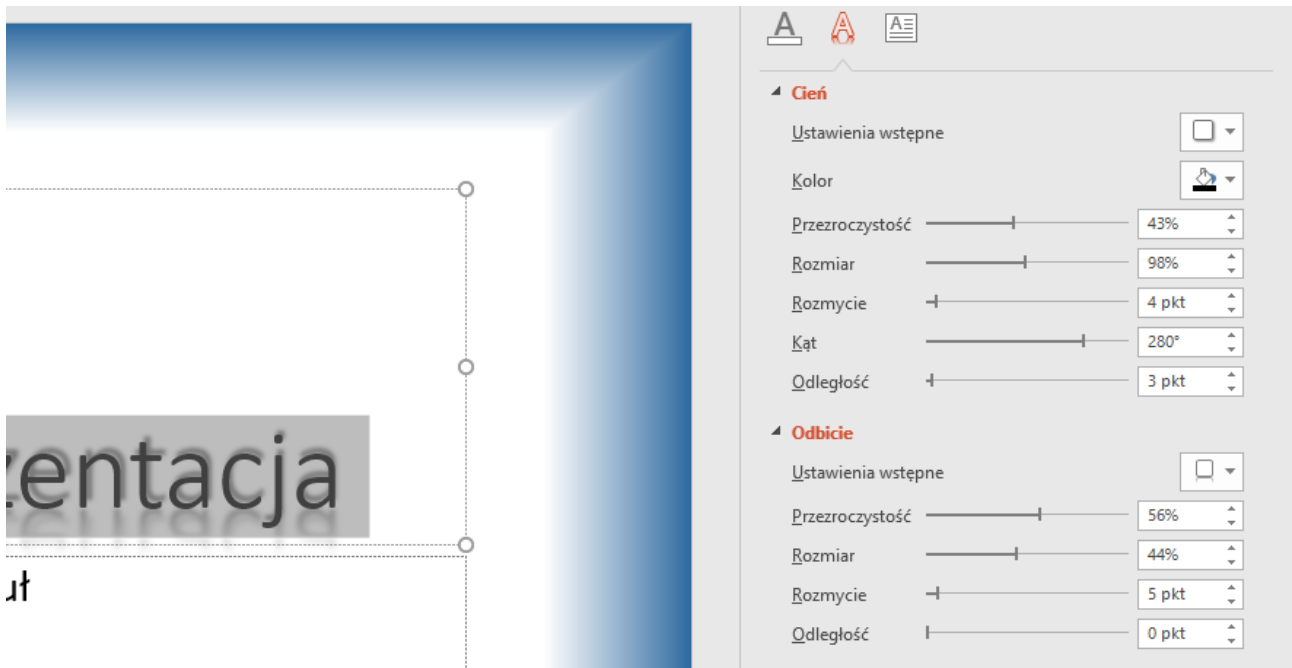 zentacja
uł
Cień
Ustawienia wstępne
Kolor
Przezroczystość 43%
Rozmiar 98%
Rozmycie 4 pkt
Kąt 280°
Odległość 3 pkt
Odbicie
Ustawienia wstępne
Przezroczystość 56%
Rozmiar 44%
Rozmycie 5 pkt
Odległość 0 pkt